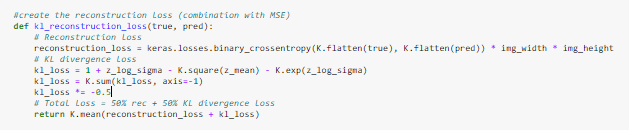 #create the reconstruction loss (combination with MSE)
def kl_reconstruction_loss(true, pred):
    # Reconstruction loss
    reconstruction_loss = keras.losses.binary_crossentropy(K.flatten(true), K.flatten(pred)) * img_width * img_height
    # KL divergence loss
    kl_loss = 1 + z_log_sigma - K.square(z_mean) - K.exp(z_log_sigma)
    kl_loss = K.sum(kl_loss, axis=-1)
    kl_loss *= -0.5
    # Total loss = 50% rec + 50% KL divergence loss
    return K.mean(reconstruction_loss + kl_loss)